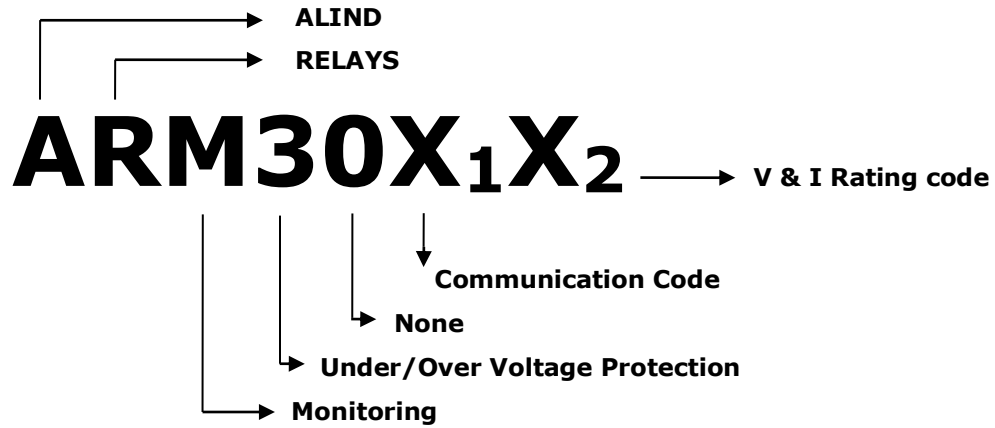 ALIND
RELAYS
ARM30X1X2
V & I Rating code
Communication Code
None
Under/Over Voltage Protection
Monitoring